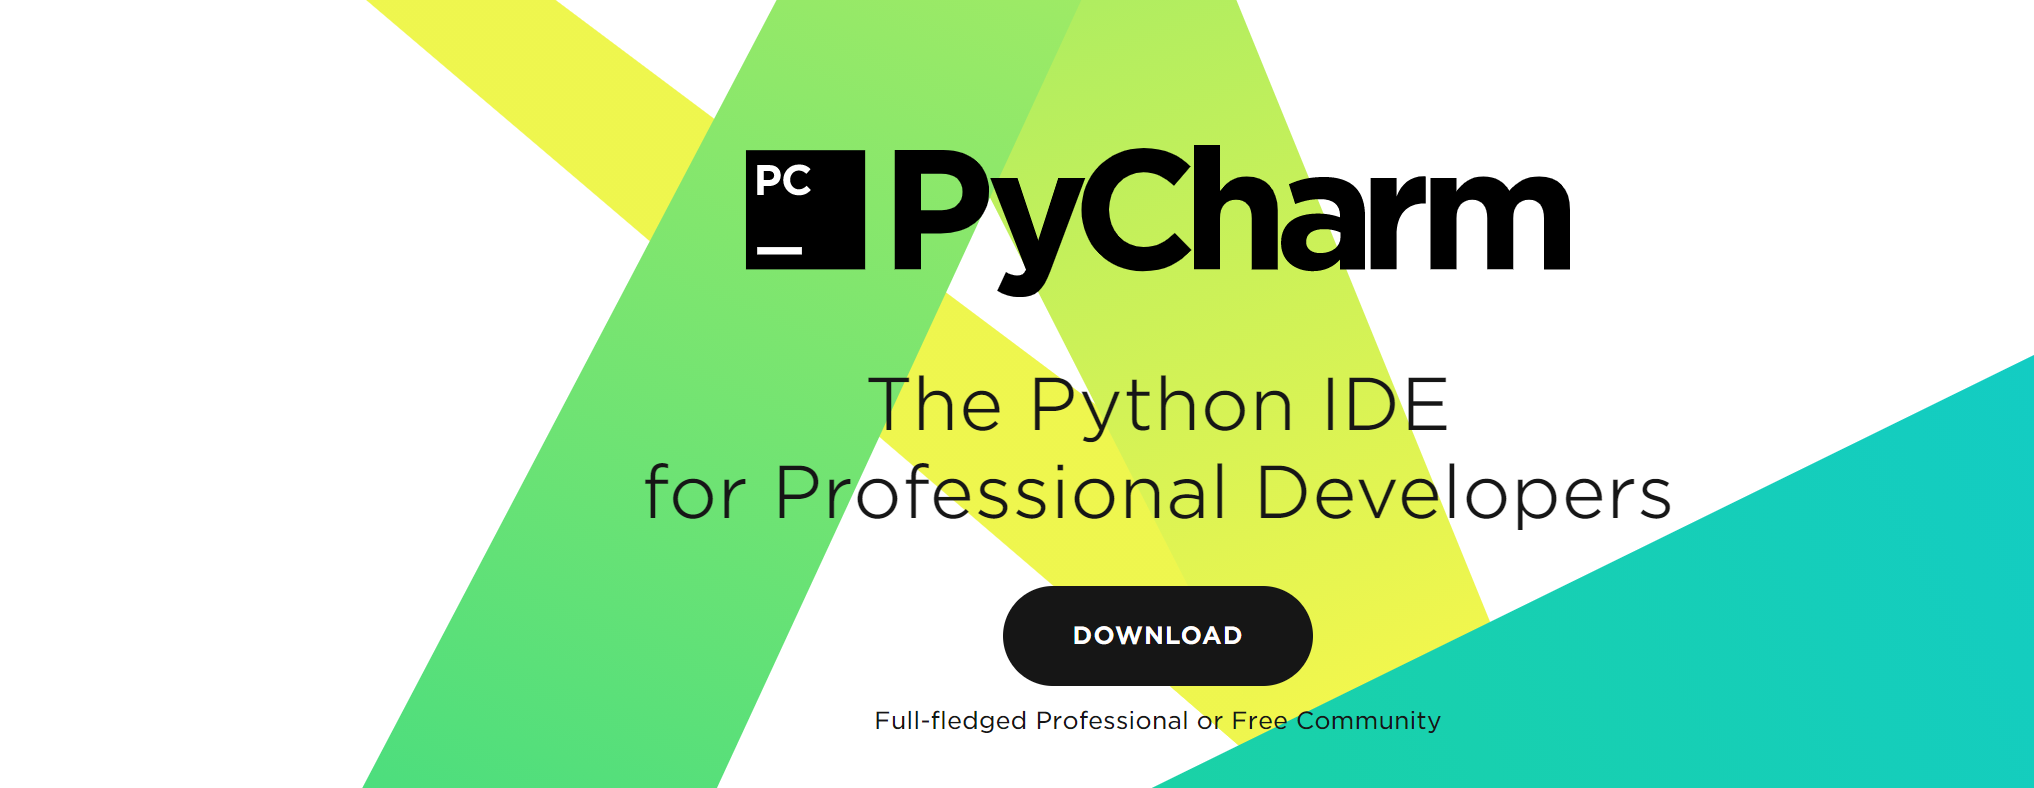 PC
PyCharm
The Python IDE
for Professional Developers
DOWNLOAD
Full-fledged Professional or Free Community